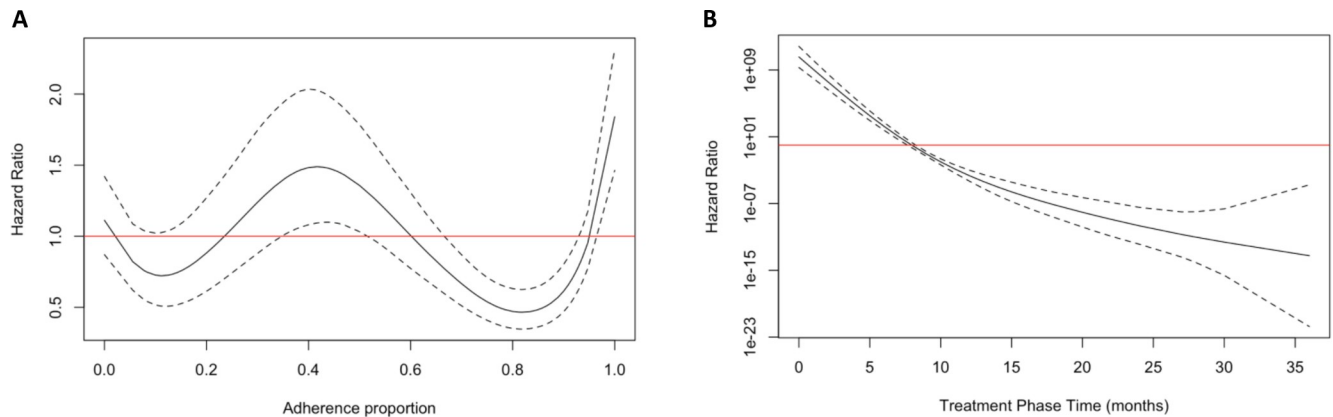 A
Hazard Ratio
2.0
1.5
1.0
0.5
0.0 0.2 0.4 0.6 0.8 1.0
Adherence proportion
B
Hazard Ratio
1e+09
1e+01
1e-07
1e-15
1e-23
0 5 10 15 20 25 30 35
Treatment Phase Time (months)